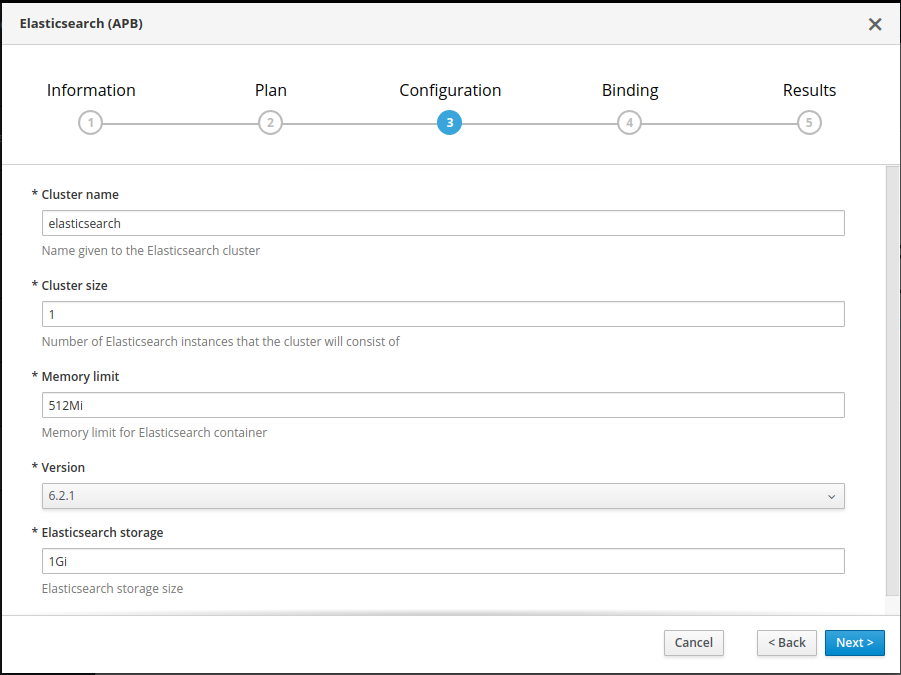 Elasticsearch (APB)
Information Plan Configuration Binding Results
1 2 3 4 5
* Cluster name
elasticsearch
Name given to the Elasticsearch cluster
* Cluster size
1
Number of Elasticsearch instances that the cluster will consist of
* Memory limit
512Mi
Memory limit for Elasticsearch container
* Version
6.2.1
* Elasticsearch storage
1Gi
Elasticsearch storage size
Cancel < Back Next >